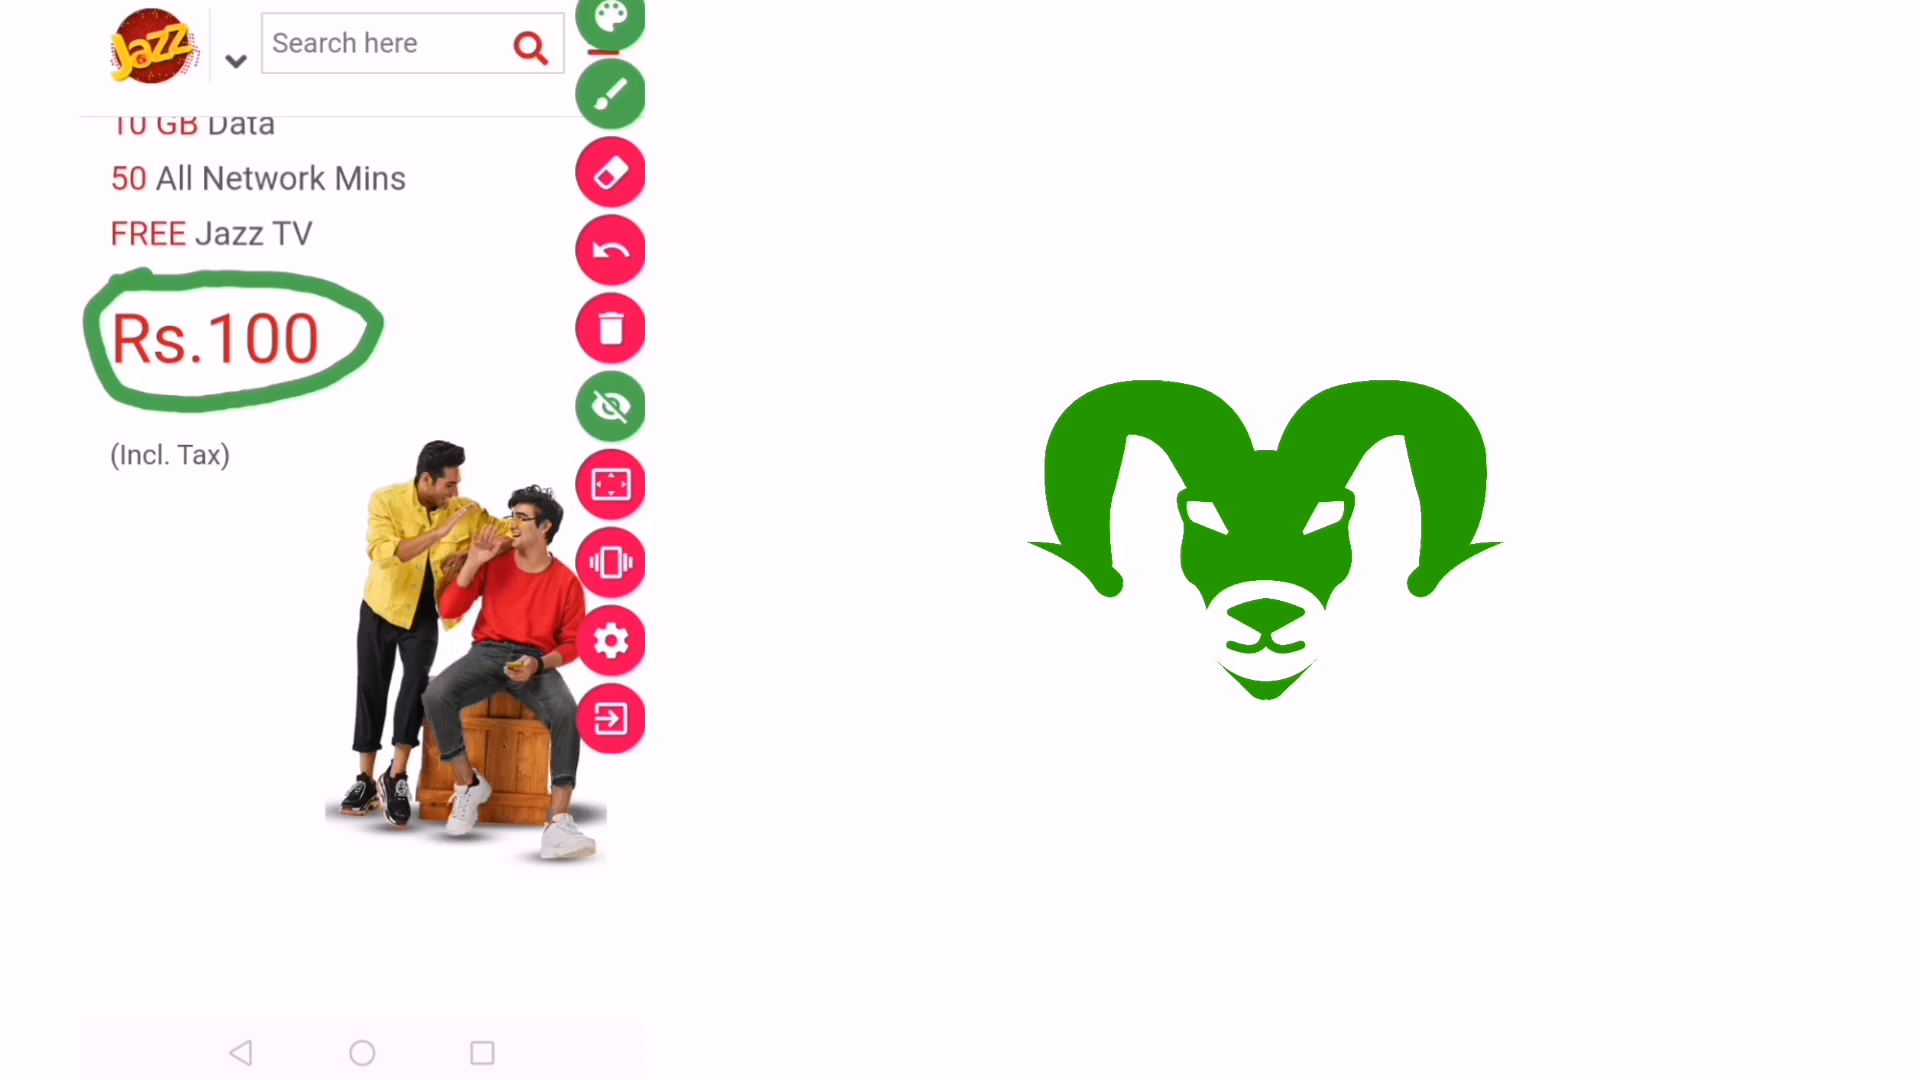 Jazz
Search here
10 GB Data
50 All Network Mins
FREE Jazz TV
Rs.100
(Incl. Tax)